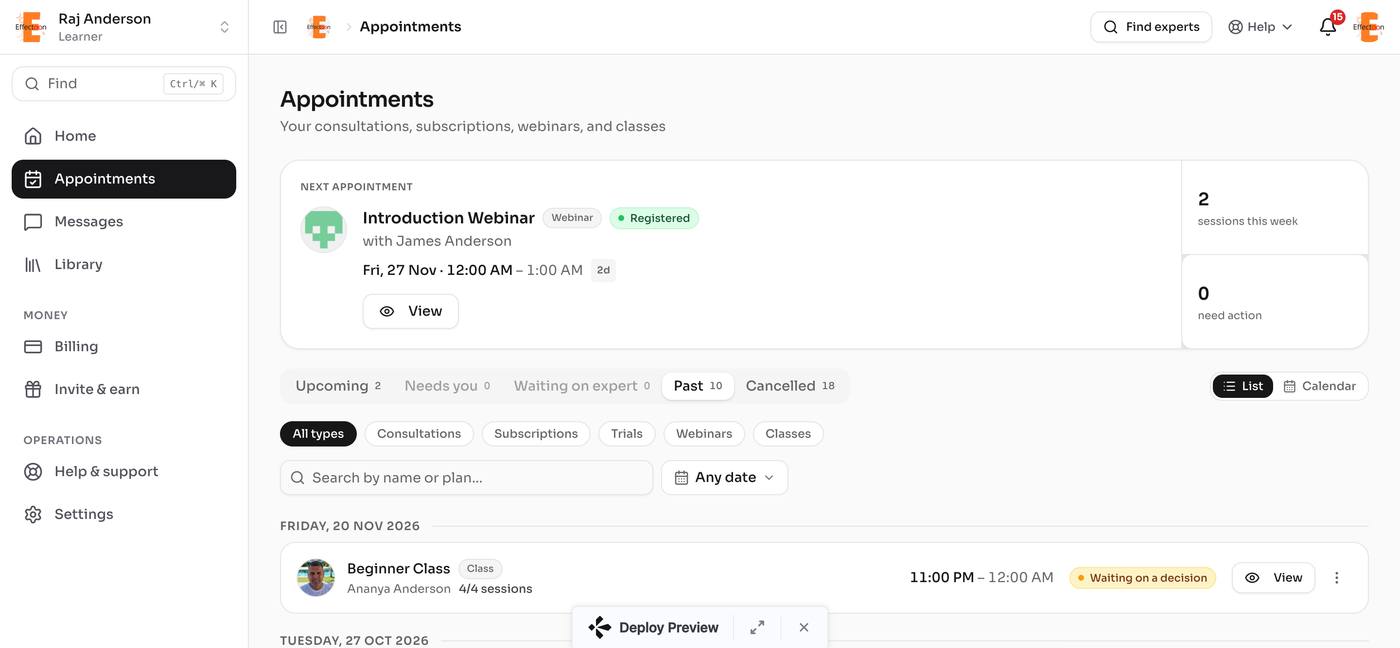 Effectoon
Raj Anderson
Learner
Find
Ctrl/⌘ K
Home
Appointments
Messages
Library
MONEY
Billing
Invite & earn
OPERATIONS
Help & support
Settings
Appointments
Find experts
Help
15
Appointments
Your consultations, subscriptions, webinars, and classes
NEXT APPOINTMENT
Introduction Webinar Webinar Registered
with James Anderson
Fri, 27 Nov · 12:00 AM – 1:00 AM 2d
View
2
sessions this week
0
need action
Upcoming 2 Needs you 0 Waiting on expert 0 Past 10 Cancelled 18
List Calendar
All types Consultations Subscriptions Trials Webinars Classes
Search by name or plan...
Any date
FRIDAY, 20 NOV 2026
Beginner Class Class
Ananya Anderson 4/4 sessions
11:00 PM – 12:00 AM Waiting on a decision View
Deploy Preview
TUESDAY, 27 OCT 2026